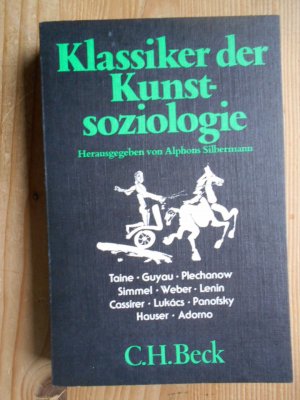 Klassiker der
Kunst-
soziologie
Herausgegeben von Alphons Silbermann
Taine · Guyau · Plechanow
Simmel · Weber · Lenin
Cassirer · Lukács · Panofsky
Hauser · Adorno
C.H.Beck